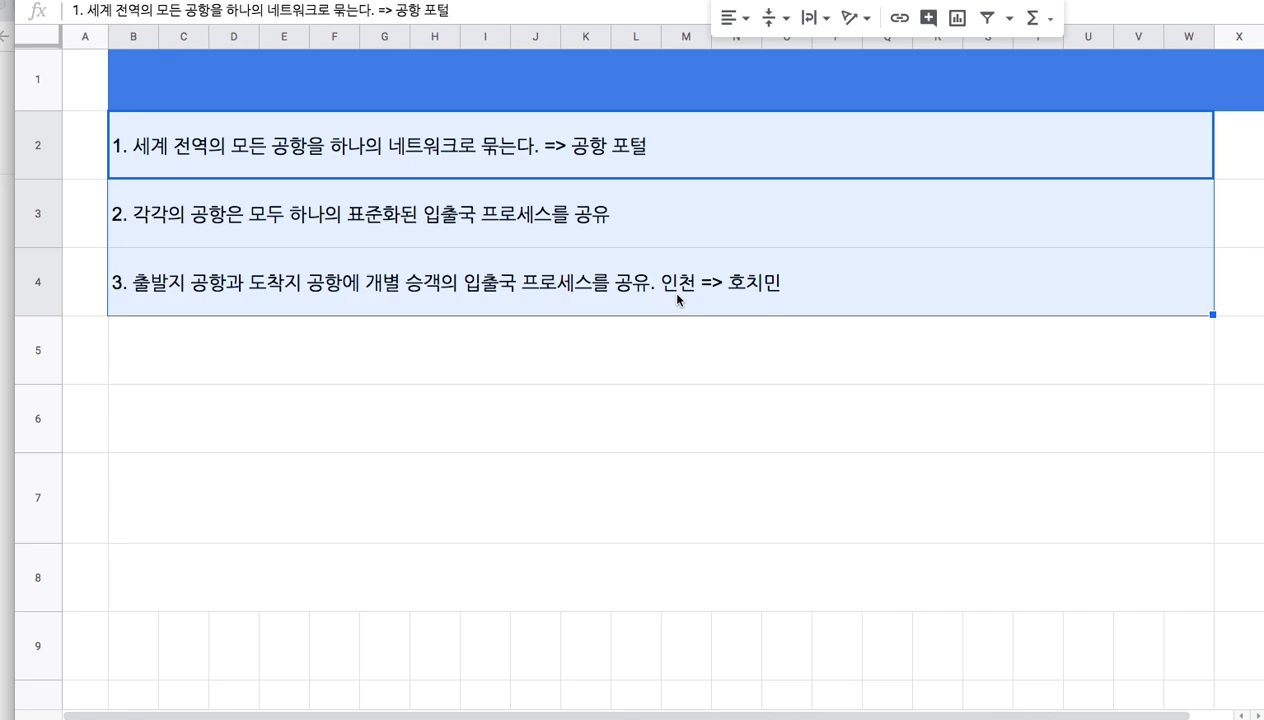 fx 1. 세계 전역의 모든 공항을 하나의 네트워크로 묶는다. => 공항 포털
A B C D E F G H I J K L M U V W X
1
2 1. 세계 전역의 모든 공항을 하나의 네트워크로 묶는다. => 공항 포털
3 2. 각각의 공항은 모두 하나의 표준화된 입출국 프로세스를 공유
4 3. 출발지 공항과 도착지 공항에 개별 승객의 입출국 프로세스를 공유. 인천 => 호치민
5
6
7
8
9